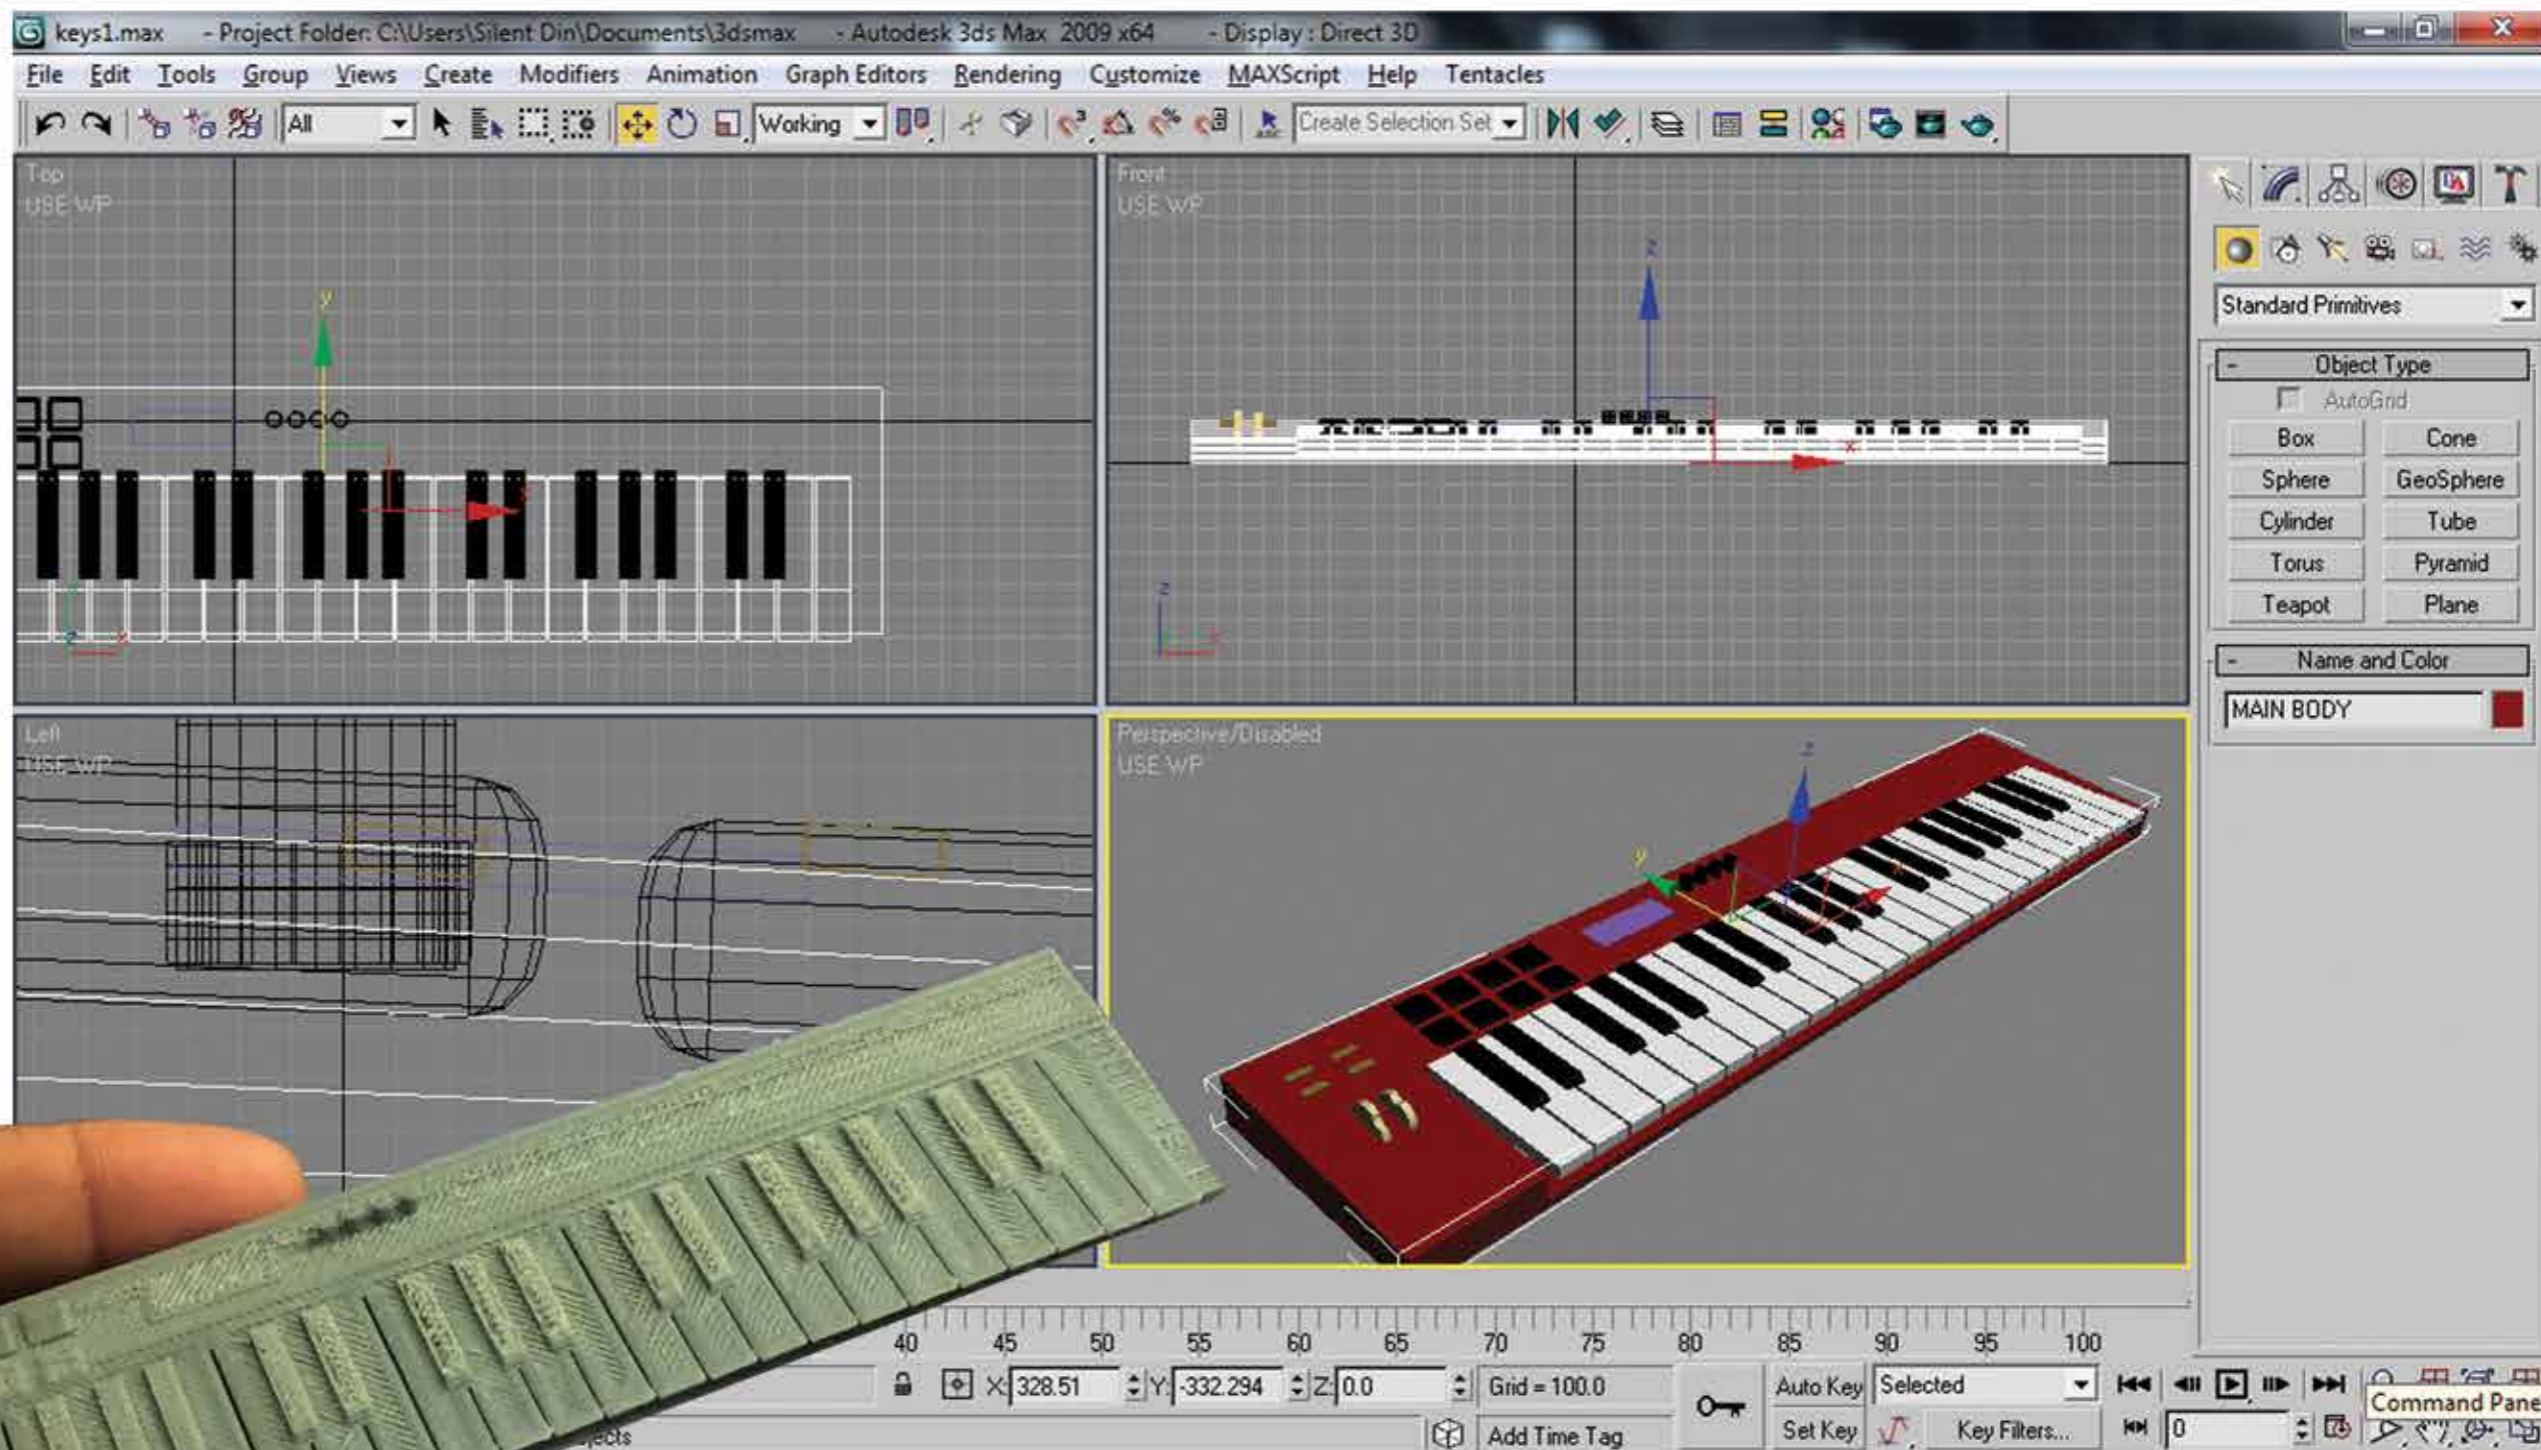 keys1.max - Project Folder: C:\Users\Silent Din\Documents\3dsmax - Autodesk 3ds Max 2009 x64 - Display : Direct 3D
File Edit Tools Group Views Create Modifiers Animation Graph Editors Rendering Customize MAXScript Help Tentacles
All Working Create Selection Set
Top
USE WP
y
x
z
x
Front
USE WP
z
x
z
x
Left
USE WP
Perspective/Disabled
USE WP
z
y
x
Standard Primitives
- Object Type
AutoGrid
Box Cone
Sphere GeoSphere
Cylinder Tube
Torus Pyramid
Teapot Plane
- Name and Color
MAIN BODY
40 45 50 55 60 65 70 75 80 85 90 95 100
X: 328.51 Y: -332.294 Z: 0.0 Grid = 100.0 Auto Key Selected
Command Pane
Add Time Tag Set Key Key Filters... 0